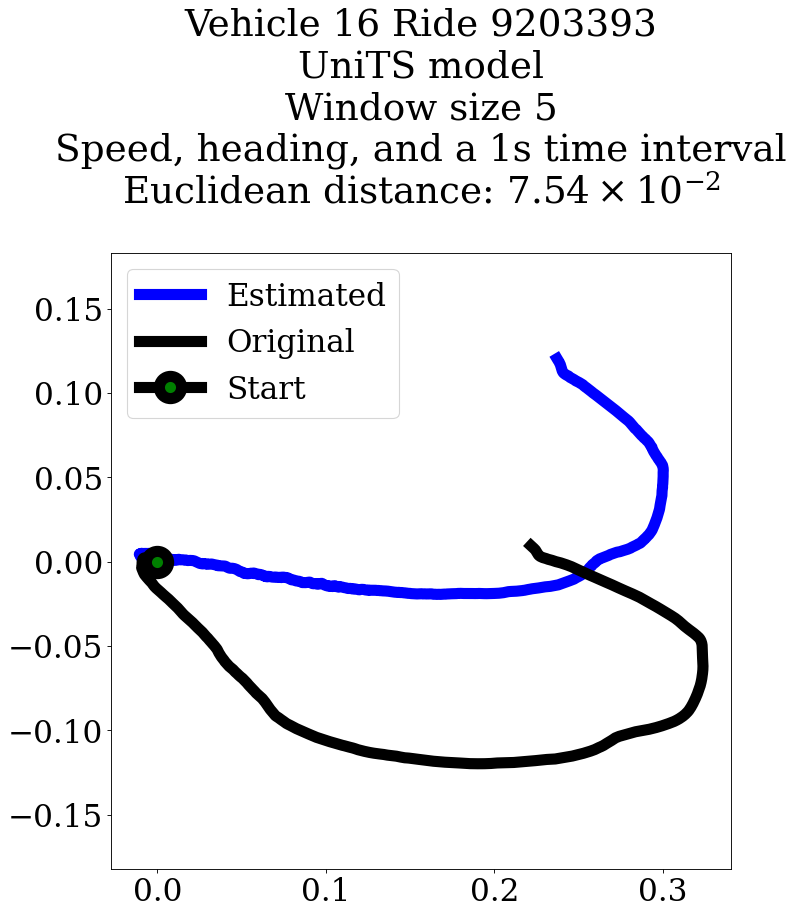 Vehicle 16 Ride 9203393
UniTS model
Window size 5
Speed, heading, and a 1s time interval
Euclidean distance: 7.54 × 10⁻²
Estimated
Original
Start
0.15
0.10
0.05
0.00
−0.05
−0.10
−0.15
0.0 0.1 0.2 0.3